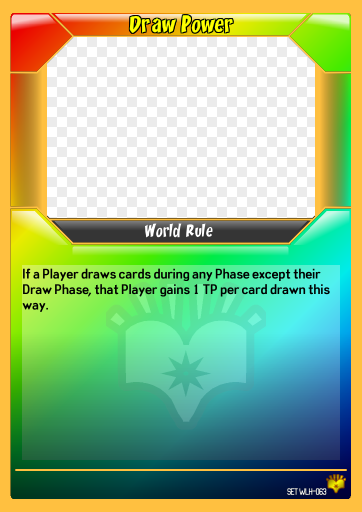 Draw Power
World Rule
If a Player draws cards during any Phase except their
Draw Phase, that Player gains 1 TP per card drawn this
way.
SET WLH-063